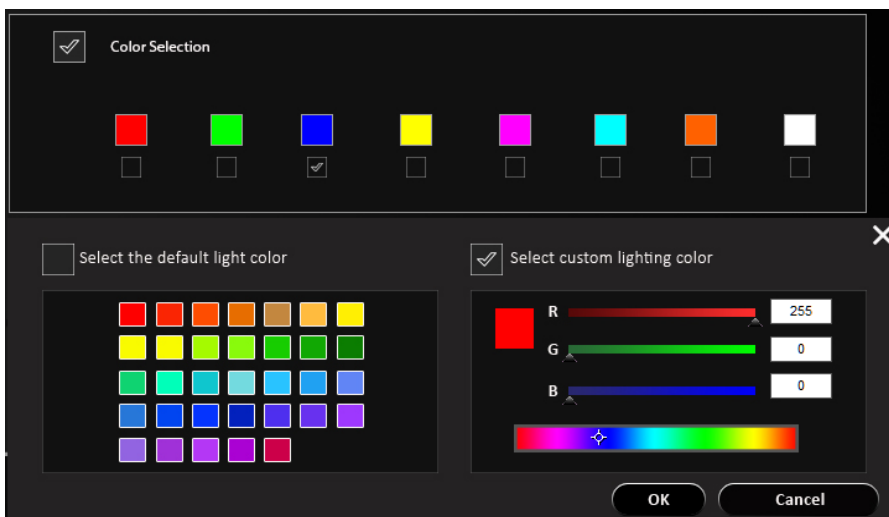 Color Selection
Select the default light color
Select custom lighting color
R 255
G 0
B 0
OK Cancel